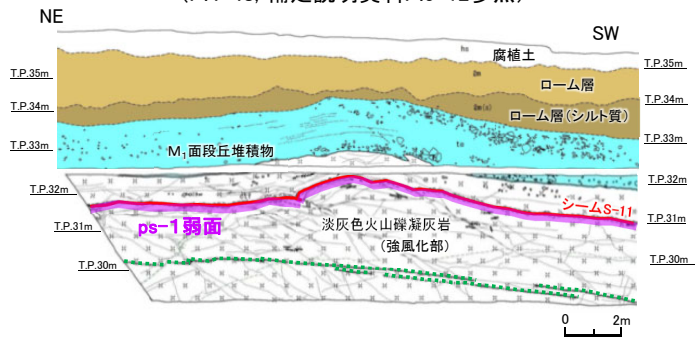 NE
SW
腐植土
T.P.35m
T.P.35m
ローム層
T.P.34m
T.P.34m
ローム層(シルト質)
T.P.33m
T.P.33m
M₁面段丘堆積物
T.P.32m
T.P.32m
シームS-11
T.P.31m
T.P.31m
ps-1弱面
淡灰色火山礫凝灰岩
(強風化部)
T.P.30m
T.P.30m
0 2m